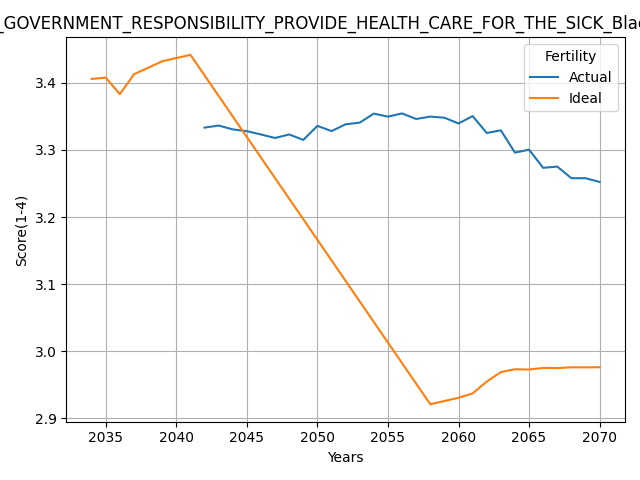 _GOVERNMENT_RESPONSIBILITY_PROVIDE_HEALTH_CARE_FOR_THE_SICK_Bla
Fertility
Actual
Ideal
3.4
3.3
3.2
3.1
3.0
2.9
Score(1-4)
2035 2040 2045 2050 2055 2060 2065 2070
Years